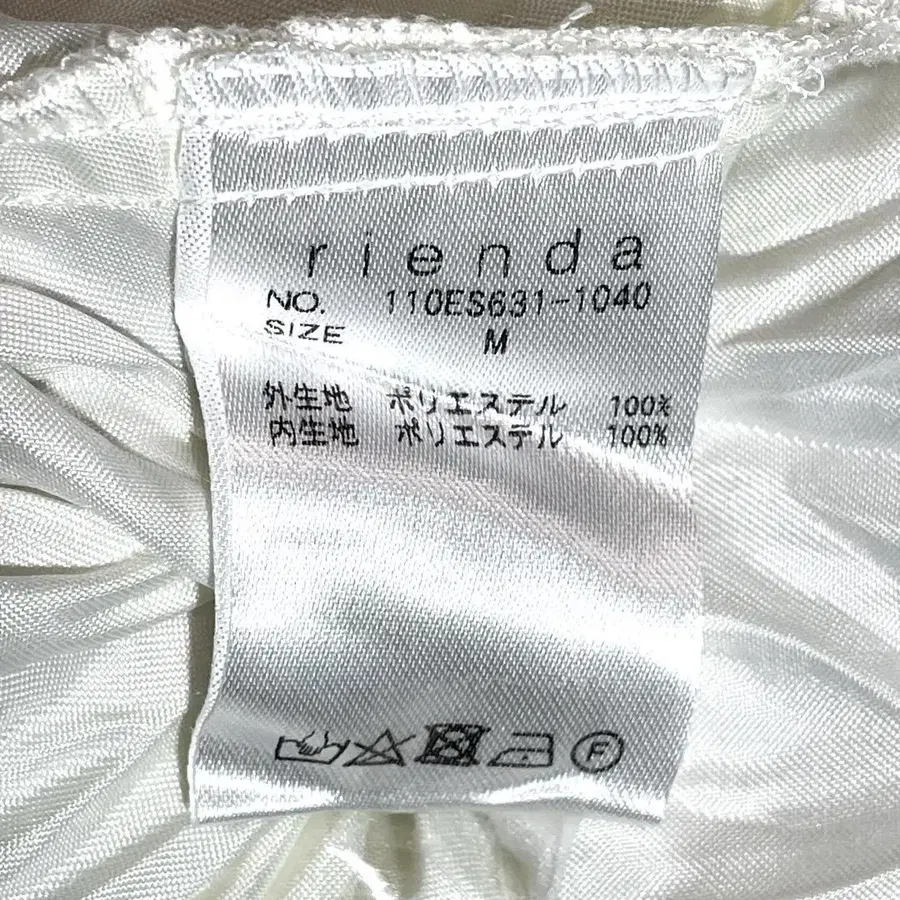 rienda
NO. 110ES631-1040
SIZE M
外生地 ポリエステル 100%
内生地 ポリエステル 100%
F